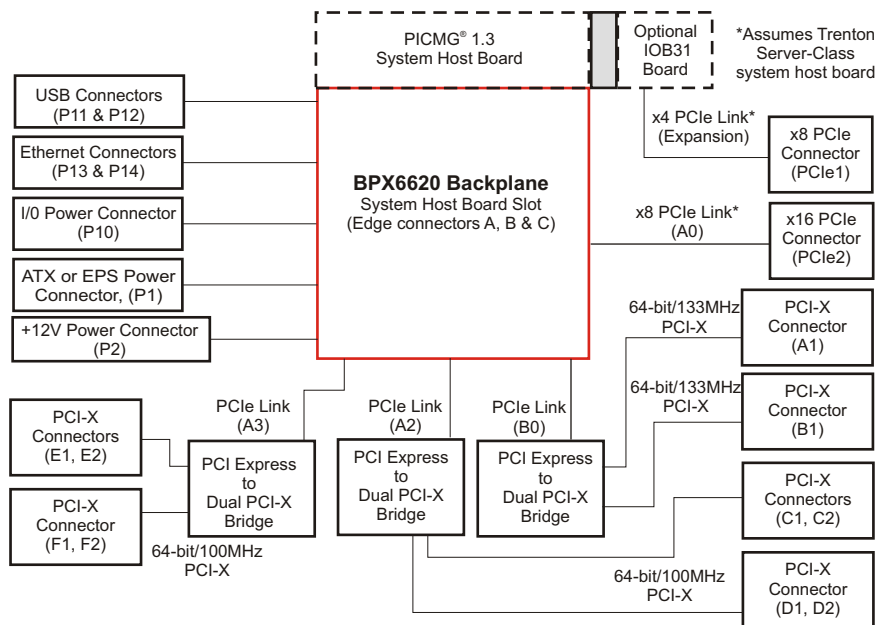 PICMG® 1.3
System Host Board
Optional
IOB31
Board
*Assumes Trenton
Server-Class
system host board
USB Connectors
(P11 & P12)
Ethernet Connectors
(P13 & P14)
I/0 Power Connector
(P10)
ATX or EPS Power
Connector, (P1)
+12V Power Connector
(P2)
BPX6620 Backplane
System Host Board Slot
(Edge connectors A, B & C)
x4 PCIe Link*
(Expansion)
x8 PCIe
Connector
(PCIe1)
x8 PCIe Link*
(A0)
x16 PCIe
Connector
(PCIe2)
64-bit/133MHz
PCI-X
PCI-X
Connector
(A1)
64-bit/133MHz
PCI-X
PCI-X
Connector
(B1)
PCIe Link
(A3)
PCIe Link
(A2)
PCIe Link
(B0)
PCI-X
Connectors
(E1, E2)
PCI-X
Connector
(F1, F2)
PCI Express
to
Dual PCI-X
Bridge
PCI Express
to
Dual PCI-X
Bridge
PCI Express
to
Dual PCI-X
Bridge
64-bit/100MHz
PCI-X
PCI-X
Connectors
(C1, C2)
64-bit/100MHz
PCI-X
PCI-X
Connector
(D1, D2)